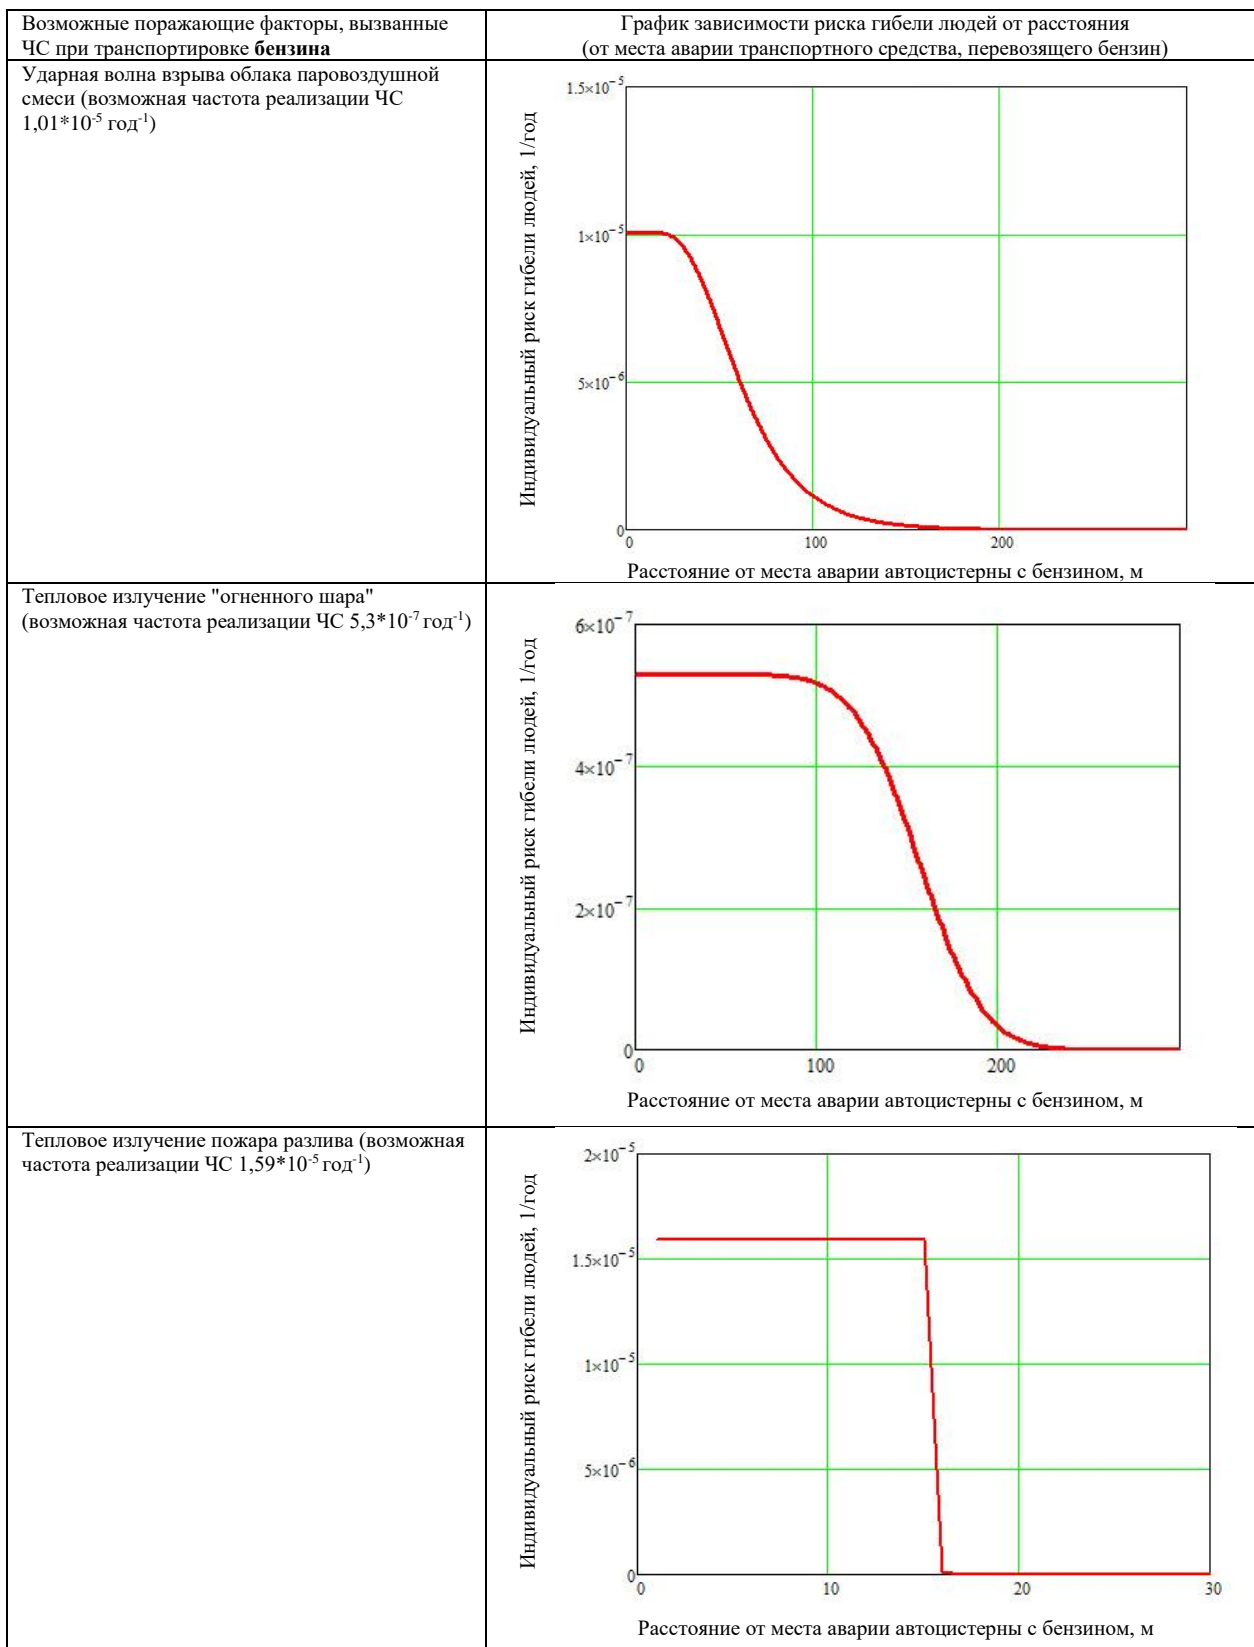 Возможные поражающие факторы, вызванные
ЧС при транспортировке бензина
График зависимости риска гибели людей от расстояния
(от места аварии транспортного средства, перевозящего бензин)
Ударная волна взрыва облака паровоздушной
смеси (возможная частота реализации ЧС
1,01*10⁻⁵ год⁻¹)
Индивидуальный риск гибели людей, 1/год
1.5×10⁻⁵
1×10⁻⁵
5×10⁻⁶
0
0 100 200
Расстояние от места аварии автоцистерны с бензином, м
Тепловое излучение "огненного шара"
(возможная частота реализации ЧС 5,3*10⁻⁷ год⁻¹)
Индивидуальный риск гибели людей, 1/год
6×10⁻⁷
4×10⁻⁷
2×10⁻⁷
0
0 100 200
Расстояние от места аварии автоцистерны с бензином, м
Тепловое излучение пожара разлива (возможная
частота реализации ЧС 1,59*10⁻⁵ год⁻¹)
Индивидуальный риск гибели людей, 1/год
2×10⁻⁵
1.5×10⁻⁵
1×10⁻⁵
5×10⁻⁶
0
0 10 20 30
Расстояние от места аварии автоцистерны с бензином, м